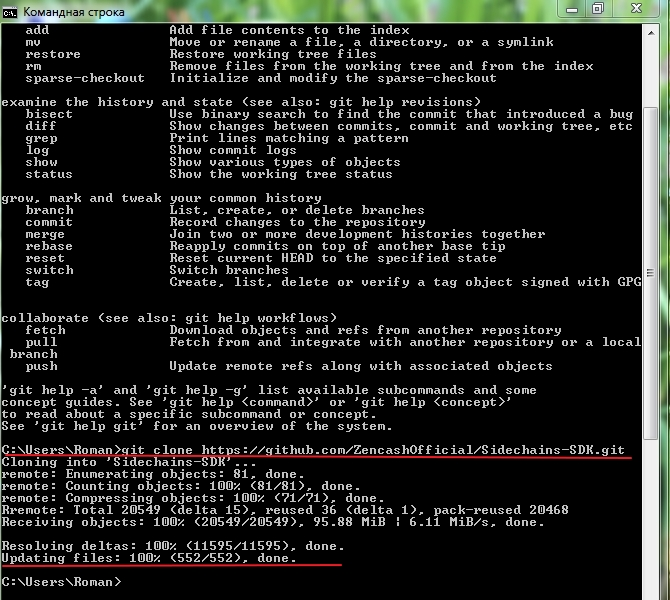 Командная строка
add Add file contents to the index
mv Move or rename a file, a directory, or a symlink
restore Restore working tree files
rm Remove files from the working tree and from the index
sparse-checkout Initialize and modify the sparse-checkout
examine the history and state (see also: git help revisions)
bisect Use binary search to find the commit that introduced a bug
diff Show changes between commits, commit and working tree, etc
grep Print lines matching a pattern
log Show commit logs
show Show various types of objects
status Show the working tree status
grow, mark and tweak your common history
branch List, create, or delete branches
commit Record changes to the repository
merge Join two or more development histories together
rebase Reapply commits on top of another base tip
reset Reset current HEAD to the specified state
switch Switch branches
tag Create, list, delete or verify a tag object signed with GPG
collaborate (see also: git help workflows)
fetch Download objects and refs from another repository
pull Fetch from and integrate with another repository or a local
branch
push Update remote refs along with associated objects
'git help -a' and 'git help -g' list available subcommands and some
concept guides. See 'git help <command>' or 'git help <concept>'
to read about a specific subcommand or concept.
See 'git help git' for an overview of the system.
C:\Users\Roman>git clone https://github.com/ZencashOfficial/Sidechains-SDK.git
Cloning into 'Sidechains-SDK'...
remote: Enumerating objects: 81, done.
remote: Counting objects: 100% (81/81), done.
remote: Compressing objects: 100% (71/71), done.
Rremote: Total 20549 (delta 15), reused 36 (delta 1), pack-reused 20468
Receiving objects: 100% (20549/20549), 95.88 MiB ¦ 6.11 MiB/s, done.
Resolving deltas: 100% (11595/11595), done.
Updating files: 100% (552/552), done.
C:\Users\Roman>